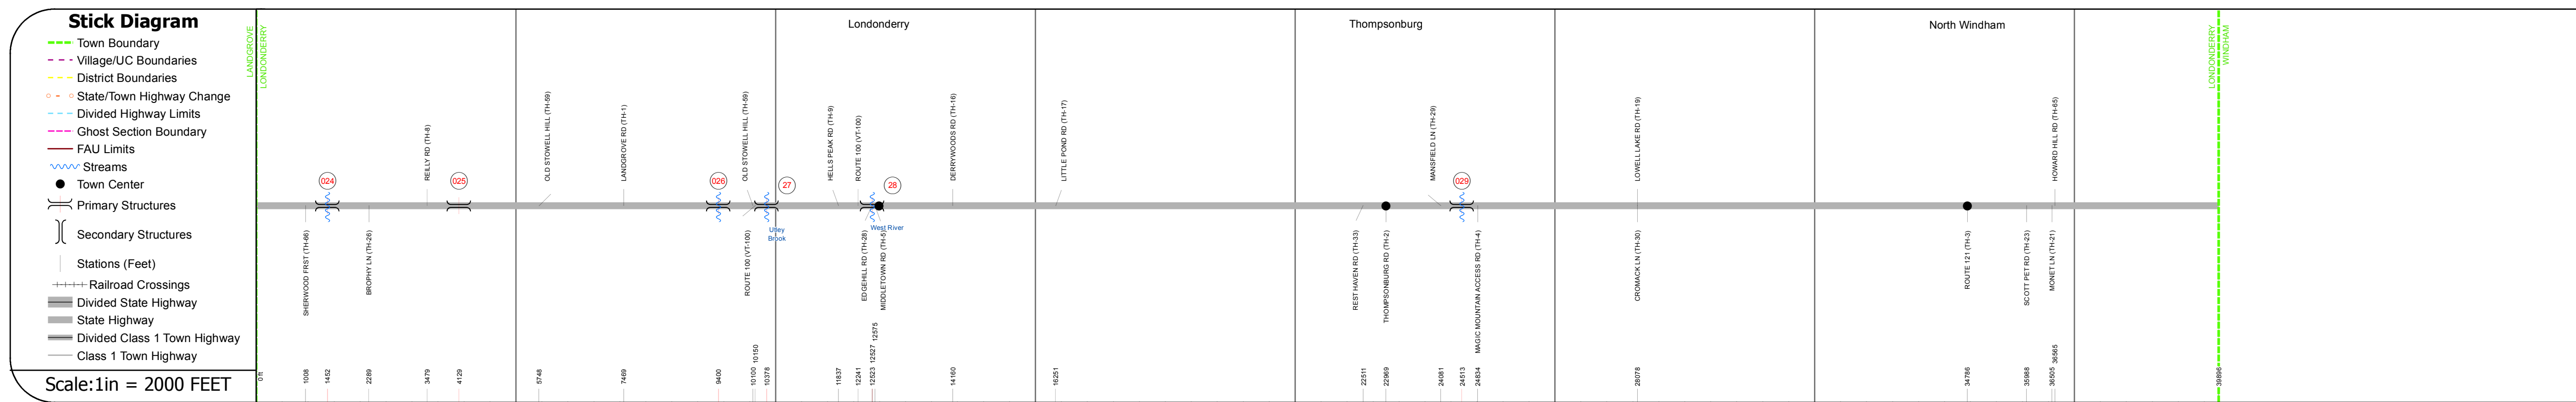 Stick Diagram
Town Boundary
Village/UC Boundaries
District Boundaries
State/Town Highway Change
Divided Highway Limits
Ghost Section Boundary
FAU Limits
Streams
Town Center
Primary Structures
Secondary Structures
Stations (Feet)
Railroad Crossings
Divided State Highway
State Highway
Divided Class 1 Town Highway
Class 1 Town Highway
Scale:1in = 2000 FEET
LANDGROVE
LONDONDERRY
Londonderry
Thompsonburg
North Windham
LONDONDERRY
WINDHAM
REILLY RD (TH-8)
OLD STOWELL HILL (TH-59)
LANDGROVE RD (TH-1)
OLD STOWELL HILL (TH-59)
HELLS PEAK RD (TH-9)
ROUTE 100 (VT-100)
DERRYWOODS RD (TH-16)
LITTLE POND RD (TH-17)
MANSFIELD LN (TH-29)
LOWELL LAKE RD (TH-19)
HOWARD HILL RD (TH-65)
024
025
026
27
28
029
SHERWOOD FRST (TH-66)
BROPHY LN (TH-26)
ROUTE 100 (VT-100)
Utley
Brook
EDGEHILL RD (TH-28)
West River
MIDDLETOWN RD (TH-5)
REST HAVEN RD (TH-33)
THOMPSONBURG RD (TH-2)
MAGIC MOUNTAIN ACCESS RD (TH-4)
CROMACK LN (TH-30)
ROUTE 121 (TH-3)
SCOTT PET RD (TH-23)
MONET LN (TH-21)
0 ft
1008
1452
2289
3479
4129
5748
7469
9400
10100
10150
10378
11837
12241
12523
12527
12575
14160
16251
22511
22969
24081
24513
24834
28078
34786
35988
36505
36565
39896